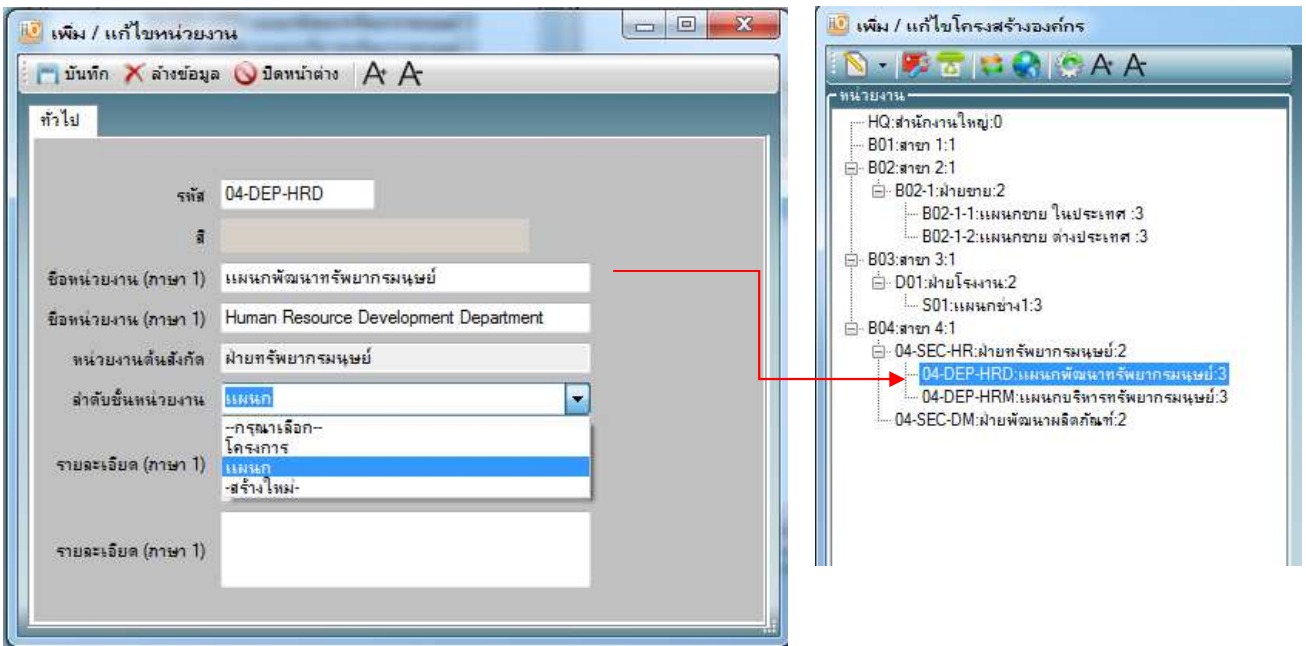 เพิ่ม / แก้ไขหน่วยงาน
บันทึก ล้างข้อมูล ปิดหน้าต่าง A+ A-
ทั่วไป
รหัส 04-DEP-HRD
สี
ชื่อหน่วยงาน (ภาษา 1) แผนกพัฒนาทรัพยากรมนุษย์
ชื่อหน่วยงาน (ภาษา 1) Human Resource Development Department
หน่วยงานต้นสังกัด ฝ่ายทรัพยากรมนุษย์
ลำดับชั้นหน่วยงาน แผนก
--กรุณาเลือก--
โครงการ
รายละเอียด (ภาษา 1) แผนก
-สร้างใหม่-
รายละเอียด (ภาษา 1)
เพิ่ม / แก้ไขโครงสร้างองค์กร
A+ A-
หน่วยงาน
HQ:สำนักงานใหญ่:0
B01:สาขา 1:1
B02:สาขา 2:1
B02-1:ฝ่ายขาย:2
B02-1-1:แผนกขาย ในประเทศ :3
B02-1-2:แผนกขาย ต่างประเทศ :3
B03:สาขา 3:1
D01:ฝ่ายโรงงาน:2
S01:แผนกช่าง1:3
B04:สาขา 4:1
04-SEC-HR:ฝ่ายทรัพยากรมนุษย์:2
04-DEP-HRD:แผนกพัฒนาทรัพยากรมนุษย์:3
04-DEP-HRM:แผนกบริหารทรัพยากรมนุษย์:3
04-SEC-DM:ฝ่ายพัฒนาผลิตภัณฑ์:2